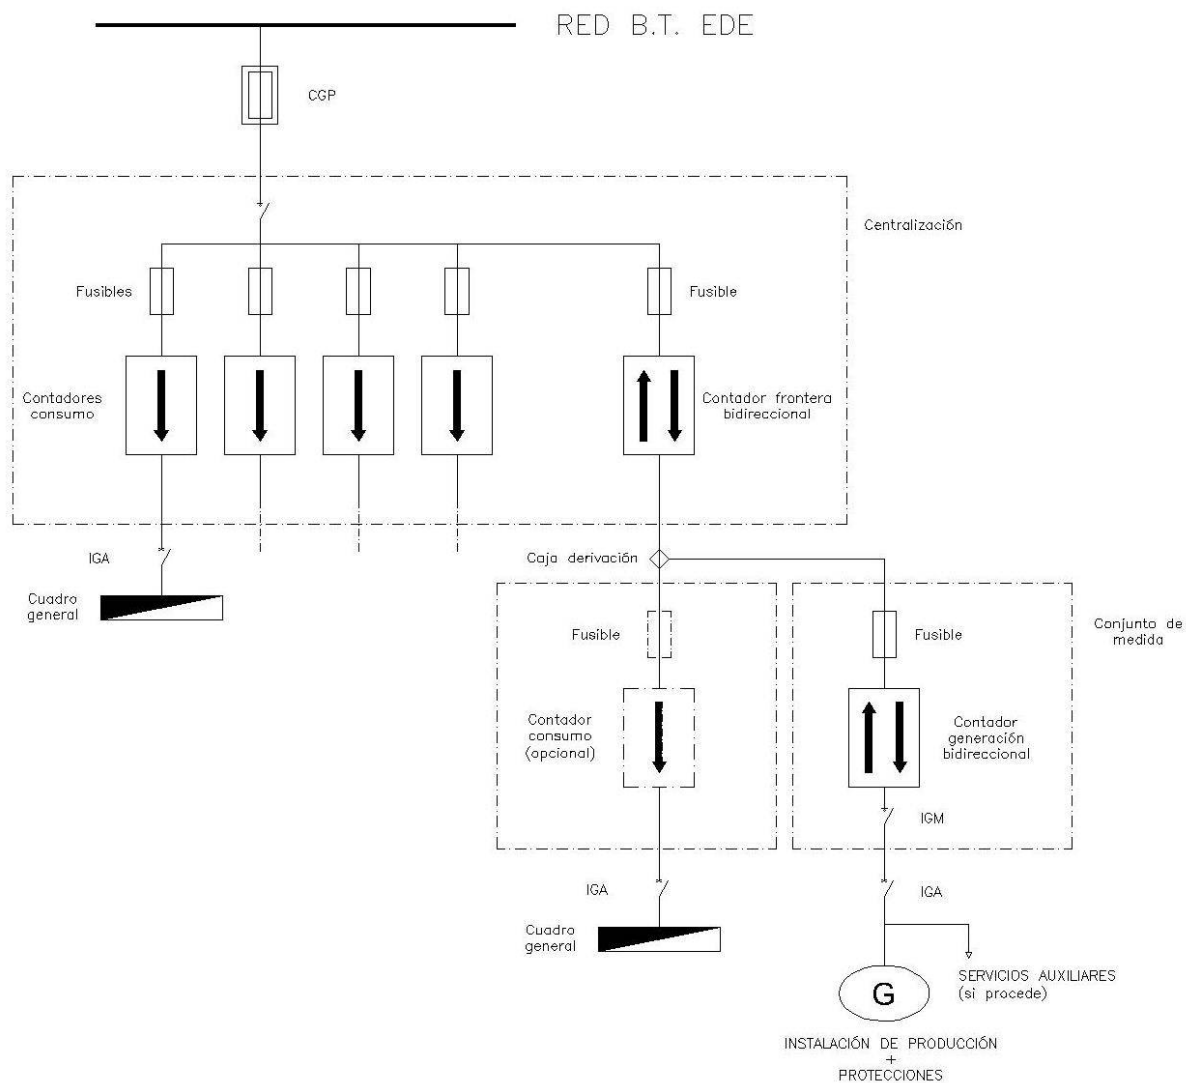 RED B.T. EDE
CGP
Centralización
Fusibles
Fusible
Contadores
consumo
Contador frontera
bidireccional
IGA
Caja derivación
Cuadro
general
Fusible
Fusible
Conjunto de
medida
Contador
consumo
(opcional)
Contador
generación
bidireccional
IGM
IGA
IGA
Cuadro
general
SERVICIOS AUXILIARES
(si procede)
G
INSTALACIÓN DE PRODUCCIÓN
+
PROTECCIONES